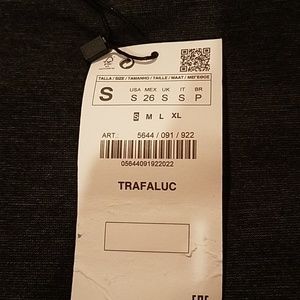 TALLA / SIZE / TAMANHO / TAILLE / MAAT / ΜΕΓΕΘΟΣ
S
USA MEX UK IT BR
S 26 S S P
S M L XL
ART. 5644 / 091 / 922
05644091922022
TRAFALUC